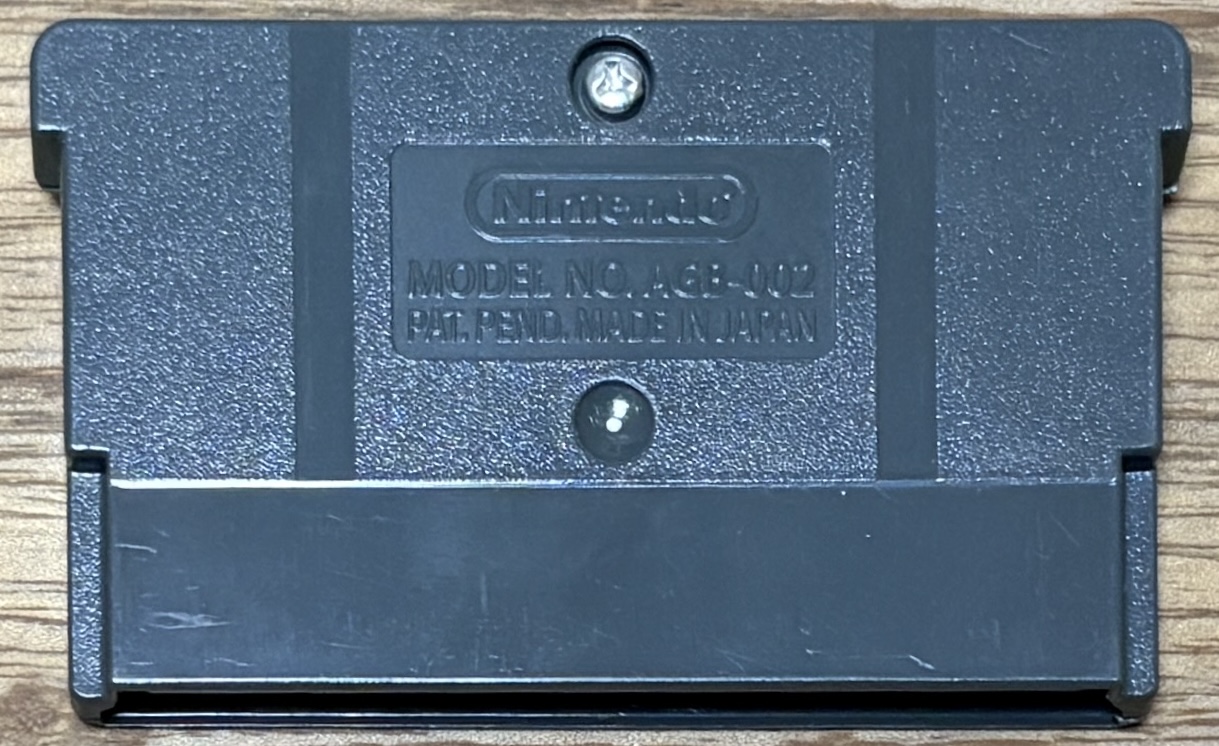 Nintendo
MODEL NO. AGB-002
PAT. PEND. MADE IN JAPAN